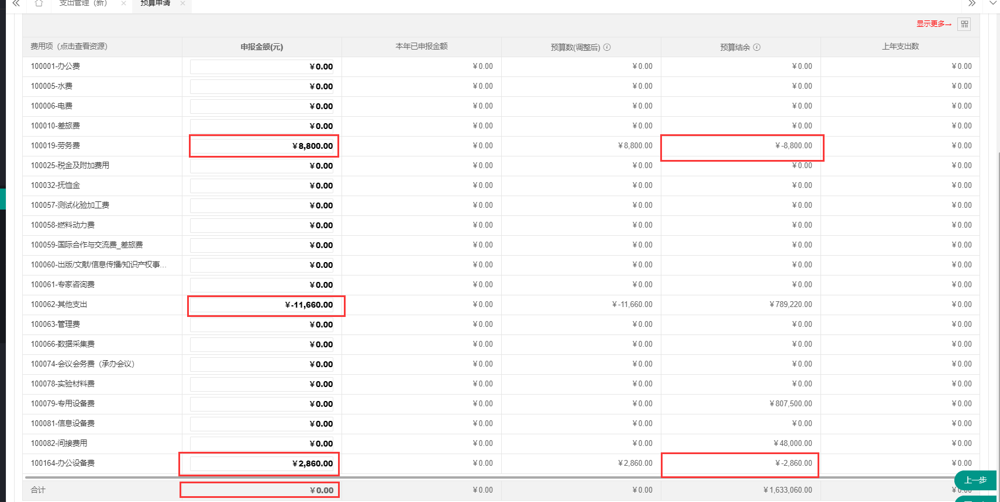 支出管理（新） × 预算申请 ×
显示更多→
费用项（点击查看资源） 申报金额(元) 本年已申报金额 预算数(调整后) 预算结余 上年支出数
100001-办公费 ¥0.00 ¥0.00 ¥0.00 ¥0.00 ¥0.00
100005-水费 ¥0.00 ¥0.00 ¥0.00 ¥0.00 ¥0.00
100006-电费 ¥0.00 ¥0.00 ¥0.00 ¥0.00 ¥0.00
100010-差旅费 ¥0.00 ¥0.00 ¥0.00 ¥0.00 ¥0.00
100019-劳务费 ¥8,800.00 ¥0.00 ¥8,800.00 ¥-8,800.00 ¥0.00
100025-税金及附加费用 ¥0.00 ¥0.00 ¥0.00 ¥0.00 ¥0.00
100032-抚恤金 ¥0.00 ¥0.00 ¥0.00 ¥0.00 ¥0.00
100057-测试化验加工费 ¥0.00 ¥0.00 ¥0.00 ¥0.00 ¥0.00
100058-燃料动力费 ¥0.00 ¥0.00 ¥0.00 ¥0.00 ¥0.00
100059-国际合作与交流费_差旅费 ¥0.00 ¥0.00 ¥0.00 ¥0.00 ¥0.00
100060-出版/文献/信息传播/知识产权事... ¥0.00 ¥0.00 ¥0.00 ¥0.00 ¥0.00
100061-专家咨询费 ¥0.00 ¥0.00 ¥0.00 ¥0.00 ¥0.00
100062-其他支出 ¥-11,660.00 ¥0.00 ¥-11,660.00 ¥789,220.00 ¥0.00
100063-管理费 ¥0.00 ¥0.00 ¥0.00 ¥0.00 ¥0.00
100066-数据采集费 ¥0.00 ¥0.00 ¥0.00 ¥0.00 ¥0.00
100074-会议会务费（承办会议） ¥0.00 ¥0.00 ¥0.00 ¥0.00 ¥0.00
100078-实验材料费 ¥0.00 ¥0.00 ¥0.00 ¥0.00 ¥0.00
100079-专用设备费 ¥0.00 ¥0.00 ¥0.00 ¥807,500.00 ¥0.00
100081-信息设备费 ¥0.00 ¥0.00 ¥0.00 ¥0.00 ¥0.00
100082-间接费用 ¥0.00 ¥0.00 ¥0.00 ¥48,000.00 ¥0.00
100164-办公设备费 ¥2,860.00 ¥0.00 ¥2,860.00 ¥-2,860.00 ¥0.00
上一步
合计 ¥0.00 ¥0.00 ¥0.00 ¥1,633,060.00 ¥0.00